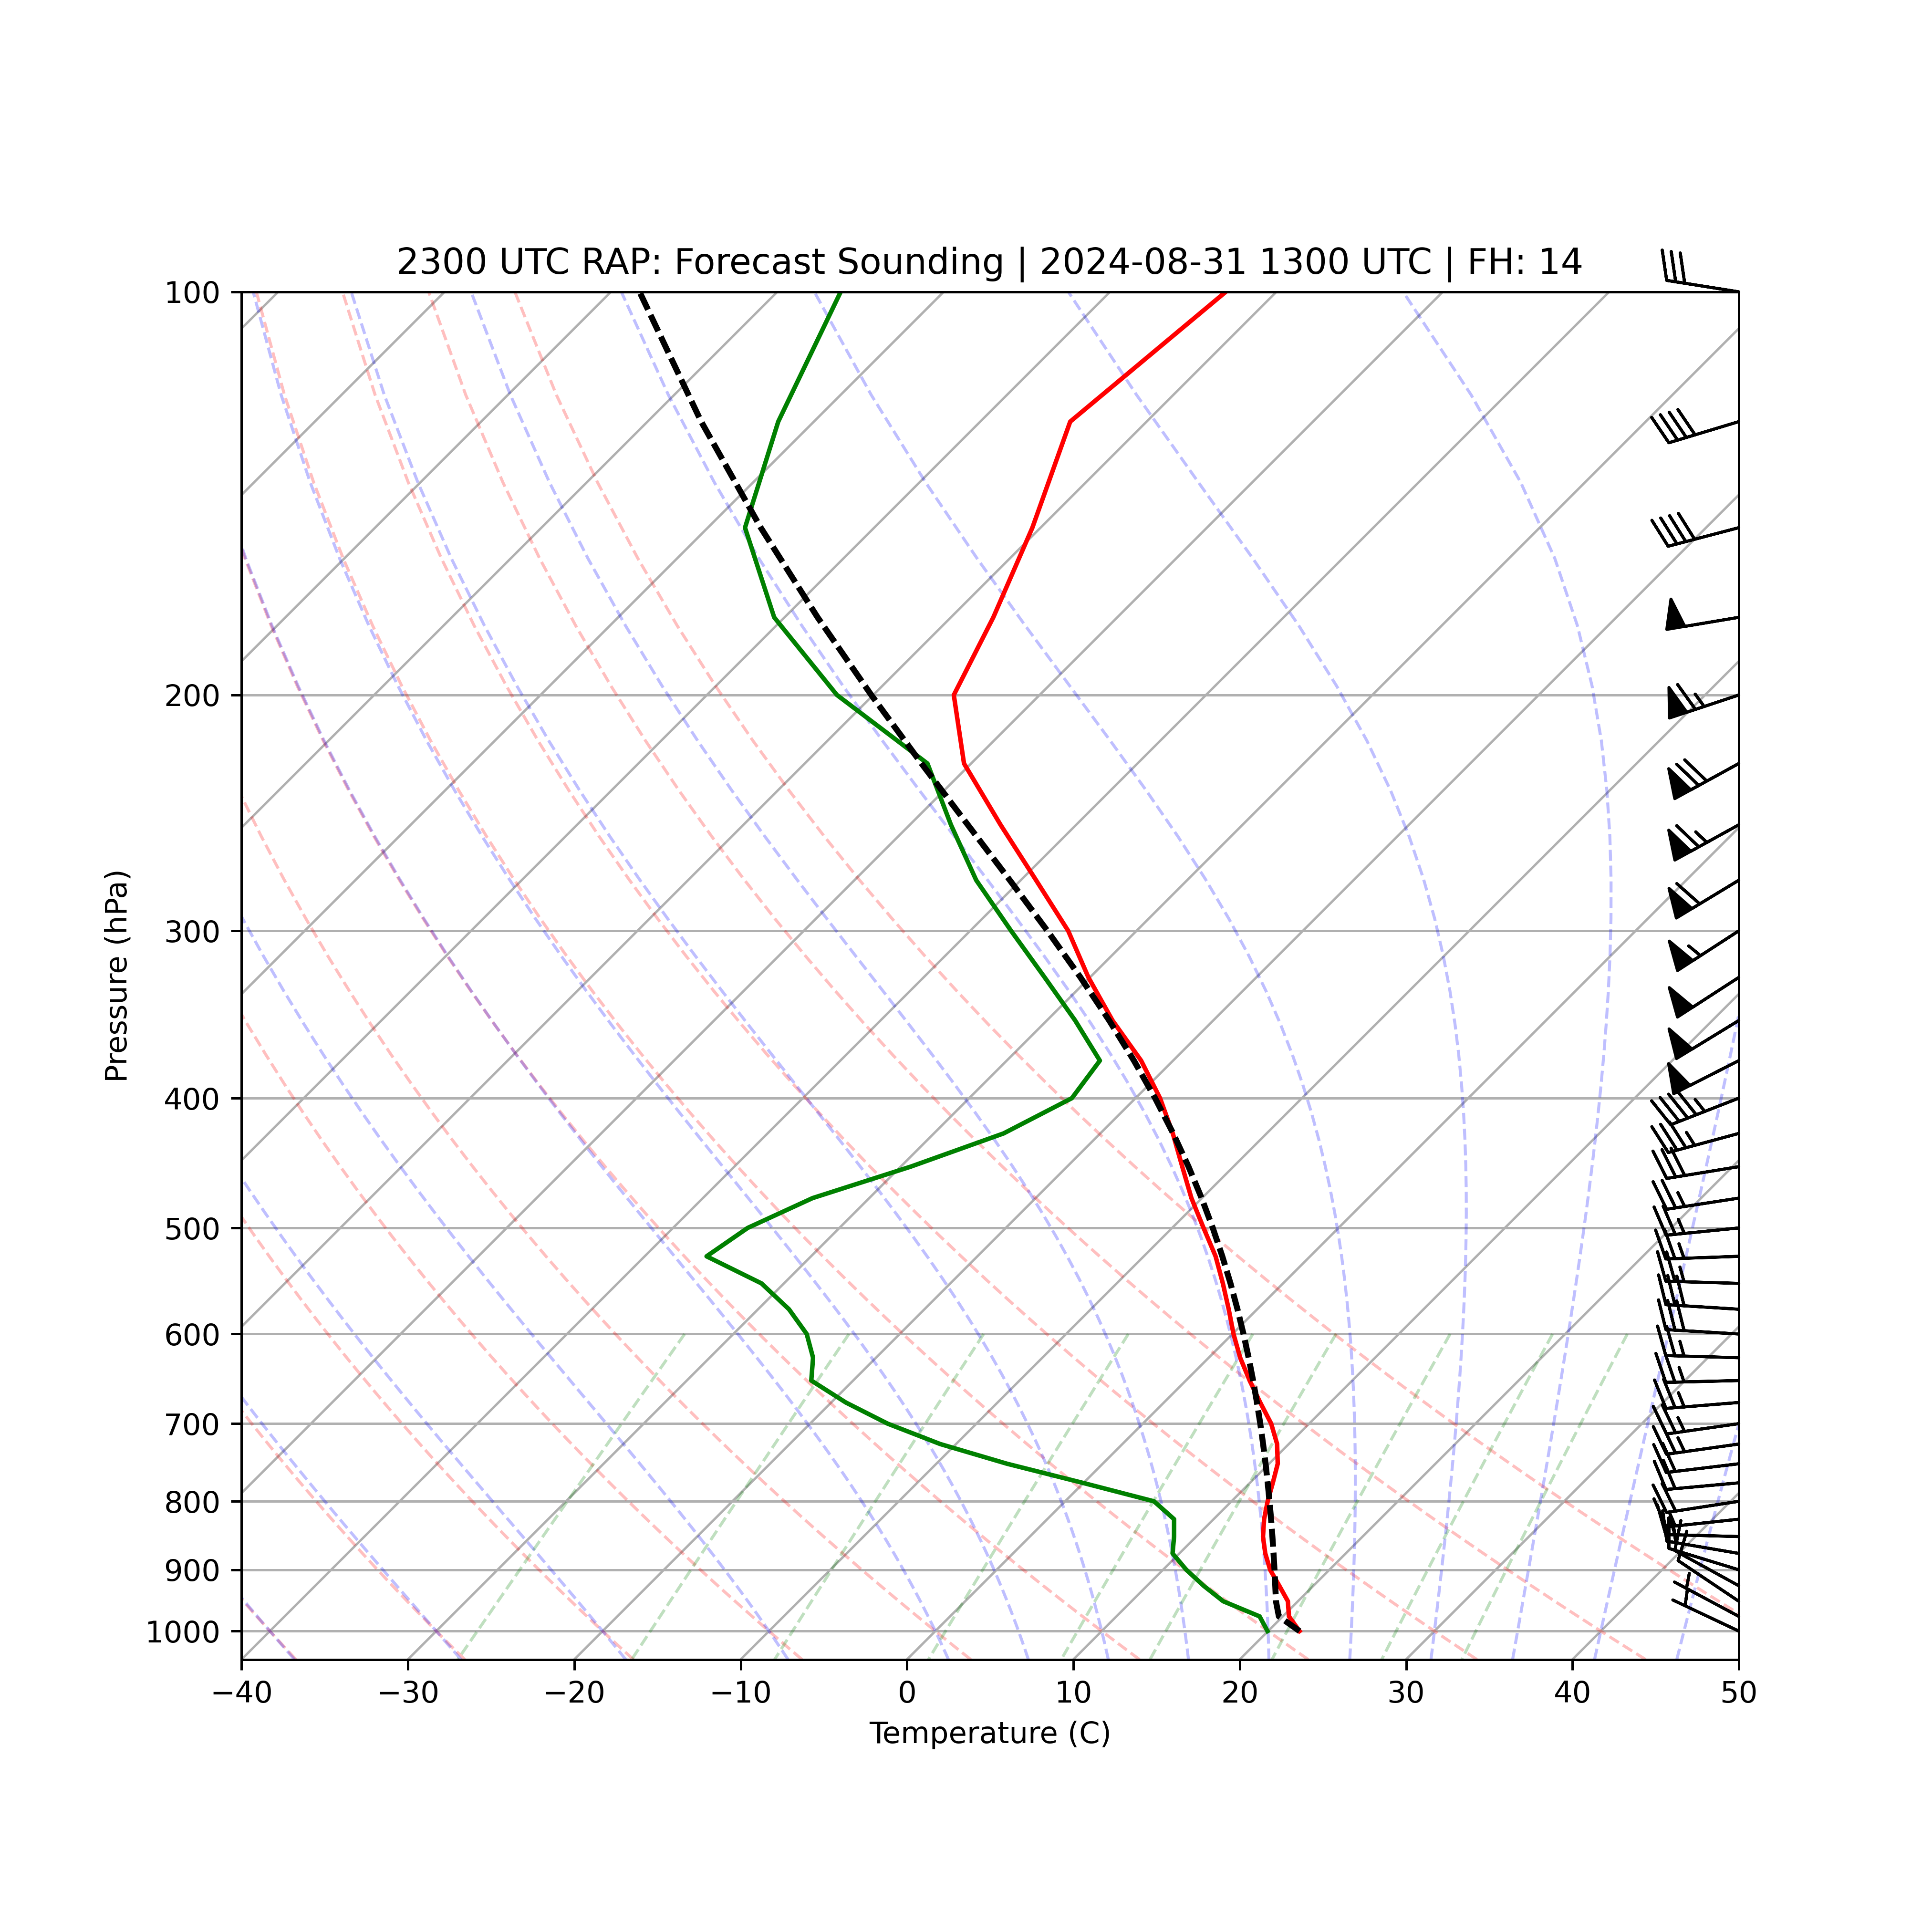 2300 UTC RAP: Forecast Sounding | 2024-08-31 1300 UTC | FH: 14
100
200
300
400
500
600
700
800
900
1000
Pressure (hPa)
−40 −30 −20 −10 0 10 20 30 40 50
Temperature (C)